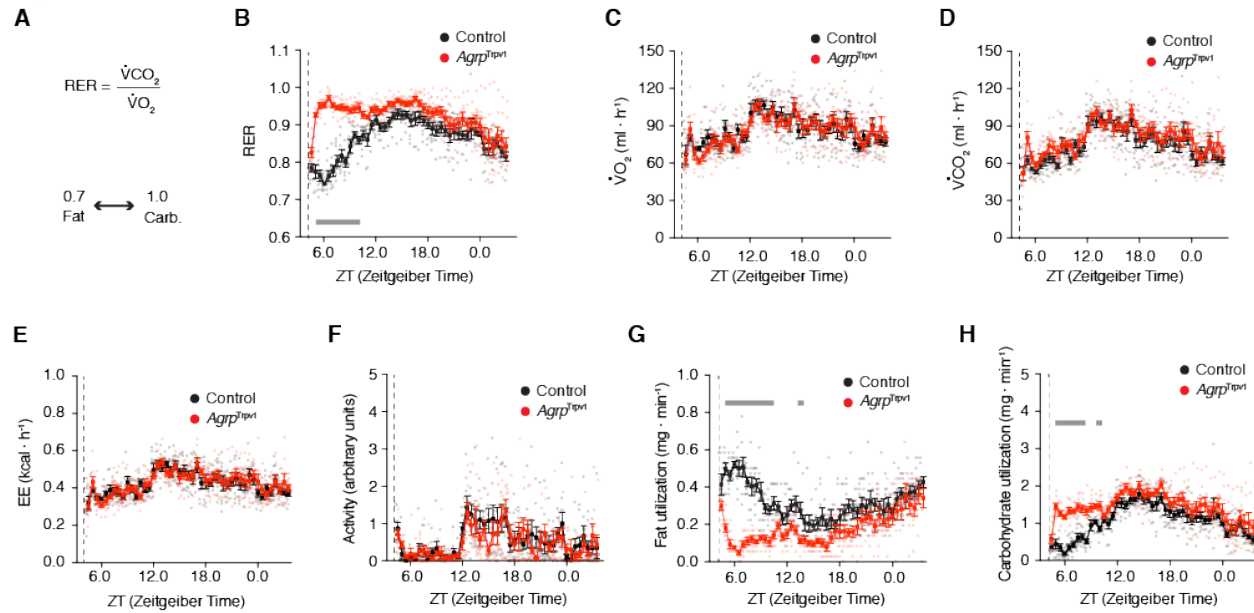 A
RER = V̇CO₂ / V̇O₂
0.7 1.0
Fat Carb.
B
Control
Agrpᵀʳᵖᵛ¹
RER
1.1
1.0
0.9
0.8
0.7
0.6
6.0 12.0 18.0 0.0
ZT (Zeitgeiber Time)
C
Control
Agrpᵀʳᵖᵛ¹
V̇O₂ (ml · h⁻¹)
150
120
90
60
30
0
6.0 12.0 18.0 0.0
ZT (Zeitgeiber Time)
D
Control
Agrpᵀʳᵖᵛ¹
V̇CO₂ (ml · h⁻¹)
150
120
90
60
30
0
6.0 12.0 18.0 0.0
ZT (Zeitgeiber Time)
E
Control
Agrpᵀʳᵖᵛ¹
EE (kcal · h⁻¹)
1.0
0.8
0.6
0.4
0.2
0.0
6.0 12.0 18.0 0.0
ZT (Zeitgeiber Time)
F
Control
Agrpᵀʳᵖᵛ¹
Activity (arbitrary units)
5
4
3
2
1
0
6.0 12.0 18.0 0.0
ZT (Zeitgeiber Time)
G
Control
Agrpᵀʳᵖᵛ¹
Fat utilization (mg · min⁻¹)
1.0
0.8
0.6
0.4
0.2
0.0
6.0 12.0 18.0 0.0
ZT (Zeitgeiber Time)
H
Control
Agrpᵀʳᵖᵛ¹
Carbohydrate utilization (mg · min⁻¹)
5
4
3
2
1
0
6.0 12.0 18.0 0.0
ZT (Zeitgeiber Time)